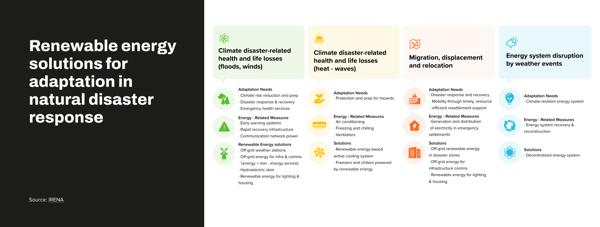 Renewable energy
solutions for
adaptation in
natural disaster
response
Source: IRENA
Climate disaster-related
health and life losses
(floods, winds)
Adaptation Needs
· Climate risk reduction and prep
· Disaster response & recovery
· Emergency health services
Energy - Related Measures
· Early warning systems
· Rapid recovery infrastructure
· Communication network power
Renewable Energy solutions
· Off-grid weather stations
· Off-grid energy for infra & comms
· (energy + non - energy service)
· Hydroelectric dam
· Renewable energy for lighting &
housing
Climate disaster-related
health and life losses
(heat - waves)
Adaptation Needs
· Protection and prep for hazards
Energy - Related Measures
· Air conditioning
· Freezing and chilling
· Ventilators
Solutions
· Renewable energy-based
active cooling system
· Freezers and chillers powered
by renewable energy
Migration, displacement
and relocation
Adaptation Needs
· Disaster response and recovery
· Mobility through timely, resource
-efficient resettlement support
Energy - Related Measures
· Generation and distribution
of electricity in emergency
settlements
Solutions
· Off-grid renewable energy
in disaster zones
· Off-grid energy for
infrastructure comms
· Renewable energy for lighting
& housing
Energy system disruption
by weather events
Adaptation Needs
· Climate resilient energy system
Energy - Related Measures
· Energy system recovery &
reconstruction
Solutions
· Decentralised energy system